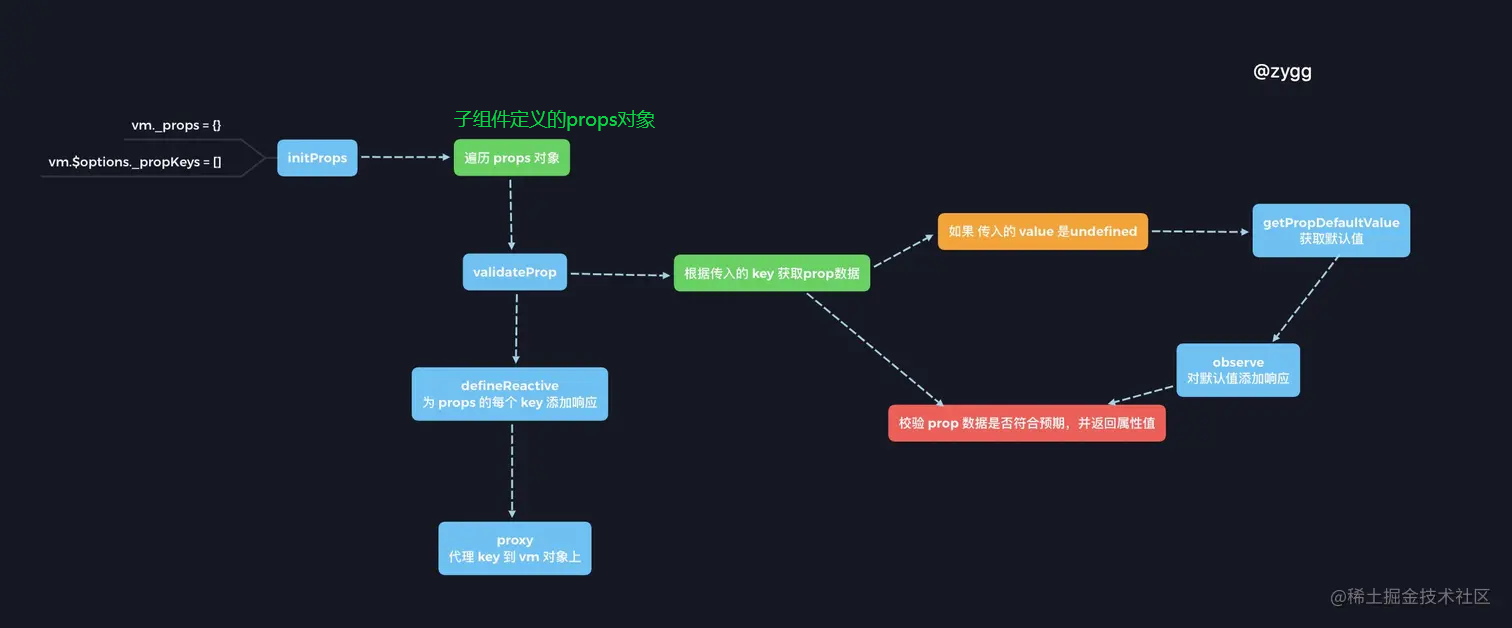 @zygg
子组件定义的props对象
vm._props = {}
vm.$options._propKeys = []
initProps
遍历 props 对象
validateProp
根据传入的 key 获取prop数据
如果 传入的 value 是undefined
getPropDefaultValue
获取默认值
observe
对默认值添加响应
校验 prop 数据是否符合预期，并返回属性值
defineReactive
为 props 的每个 key 添加响应
proxy
代理 key 到 vm 对象上
@稀土掘金技术社区